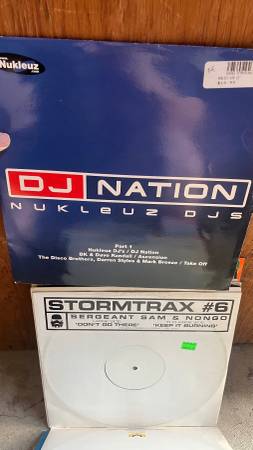 Nukleuz
DJ NATION
NUKLEUZ DJS
Part 1
Nukleuz DJ's / DJ Nation
DK & Dave Randall / Ascension
The Disco Brothers, Darren Styles & Mark Breeze / Take Off
STORMTRAX #6
SERGEANT SAM & NONGO
'DON'T GO THERE' 'KEEP IT BURNING'